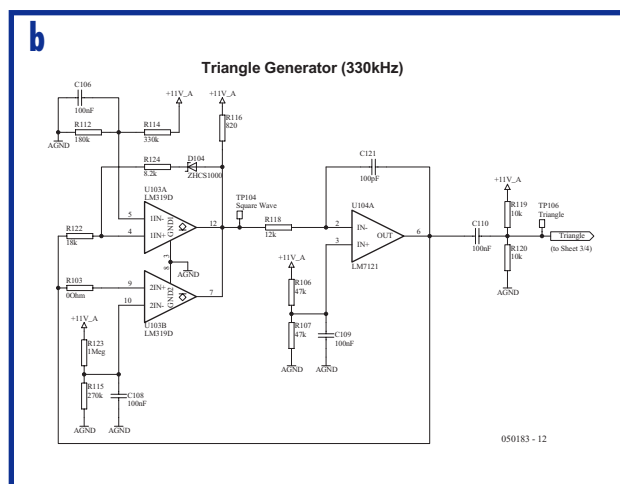 b
Triangle Generator (330kHz)
C106
100nF
+11V_A
+11V_A
R112
180k
R114
330k
R116
820
AGND
R124
8.2k
D104
ZHCS1000
C121
100pF
U103A
LM319D
TP104
Square Wave
U104A
+11V_A
R119
10k
TP106
Triangle
5
1IN-
GND1
12
R118
12k
2
IN-
OUT
6
C110
100nF
Triangle
(to Sheet 3/4)
R122
18k
4
1IN+
3
3
IN+
LM7121
R120
10k
AGND
+11V_A
R103
0Ohm
8
9
2IN+
GND2
7
R106
47k
AGND
10
2IN-
+11V_A
U103B
LM319D
R107
47k
C109
100nF
R123
1Meg
R115
270k
C108
100nF
AGND
AGND
AGND
AGND
050183 - 12